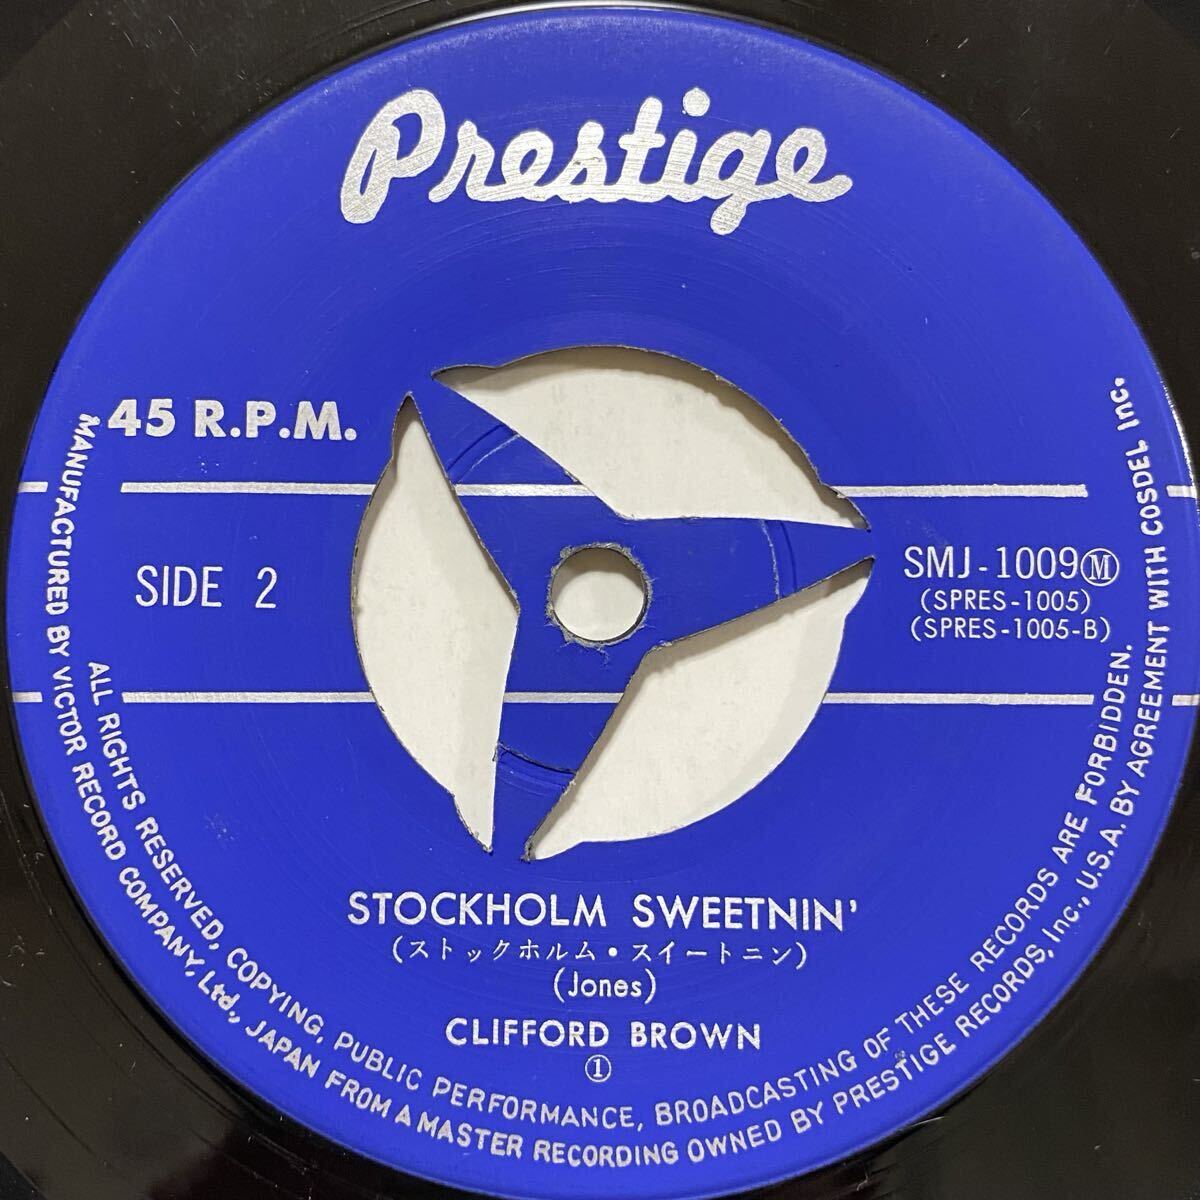 Prestige
45 R.P.M.
SIDE 2
SMJ-1009Ⓜ
(SPRES-1005)
(SPRES-1005-B)
STOCKHOLM SWEETNIN'
(ストックホルム・スイートニン)
(Jones)
CLIFFORD BROWN
①
ALL RIGHTS RESERVED, COPYING, PUBLIC PERFORMANCE, BROADCASTING OF THESE RECORDS ARE FORBIDDEN.
MANUFACTURED BY VICTOR RECORD COMPANY, Ltd., JAPAN FROM A MASTER RECORDING OWNED BY PRESTIGE RECORDS, Inc., U.S.A. BY AGREEMENT WITH COSDEL Inc.